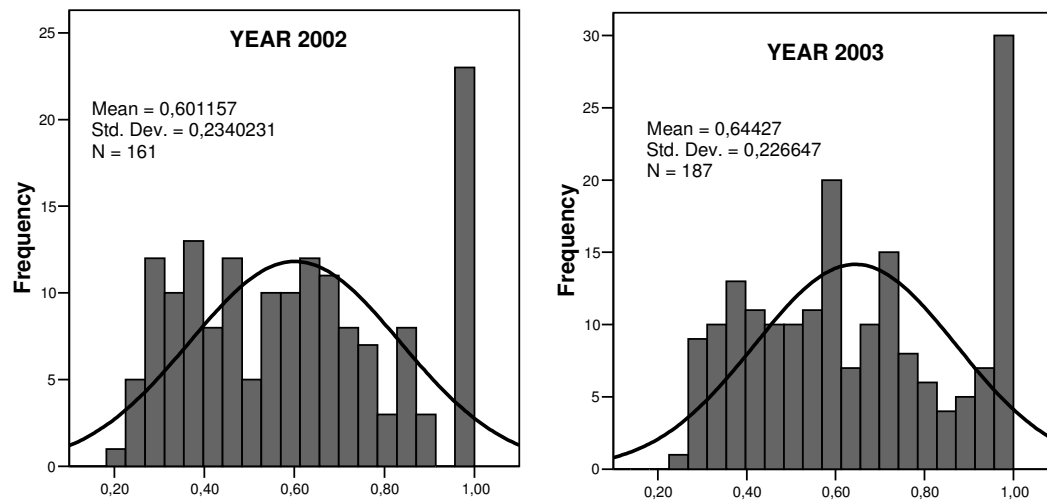 YEAR 2002
Mean = 0,601157
Std. Dev. = 0,2340231
N = 161
Frequency
25
20
15
10
5
0
0,20 0,40 0,60 0,80 1,00
YEAR 2003
Mean = 0,64427
Std. Dev. = 0,226647
N = 187
Frequency
30
25
20
15
10
5
0
0,20 0,40 0,60 0,80 1,00